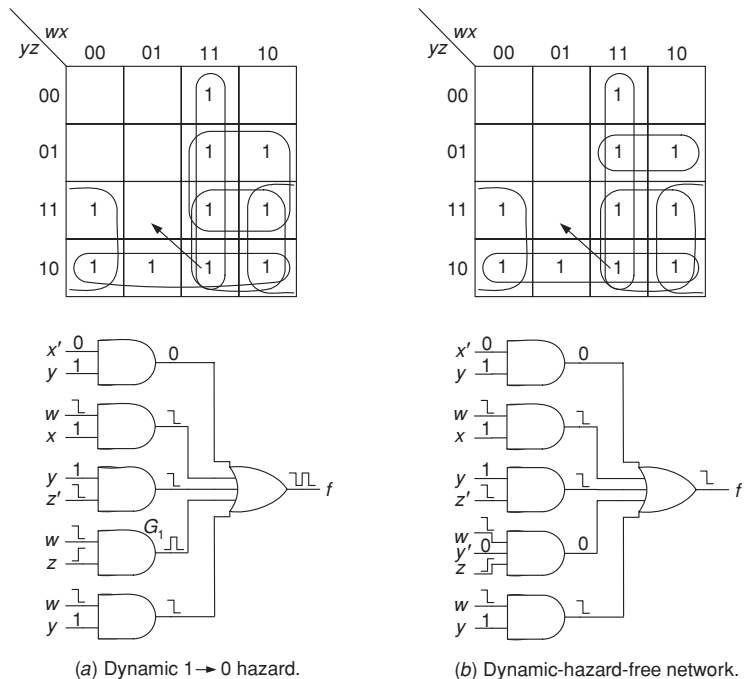 wx
yz 00 01 11 10
00 1
01 1 1
11 1 1 1
10 1 1 1 1
x′ 0
y 1
0
w
x 1
y 1
z′
f
w
z
G1
w
y 1
(a) Dynamic 1→0 hazard.
wx
yz 00 01 11 10
00 1
01 1 1
11 1 1 1
10 1 1 1 1
x′ 0
y 1
0
w
x 1
y 1
z′
f
w
y′ 0
z
0
w
y 1
(b) Dynamic-hazard-free network.